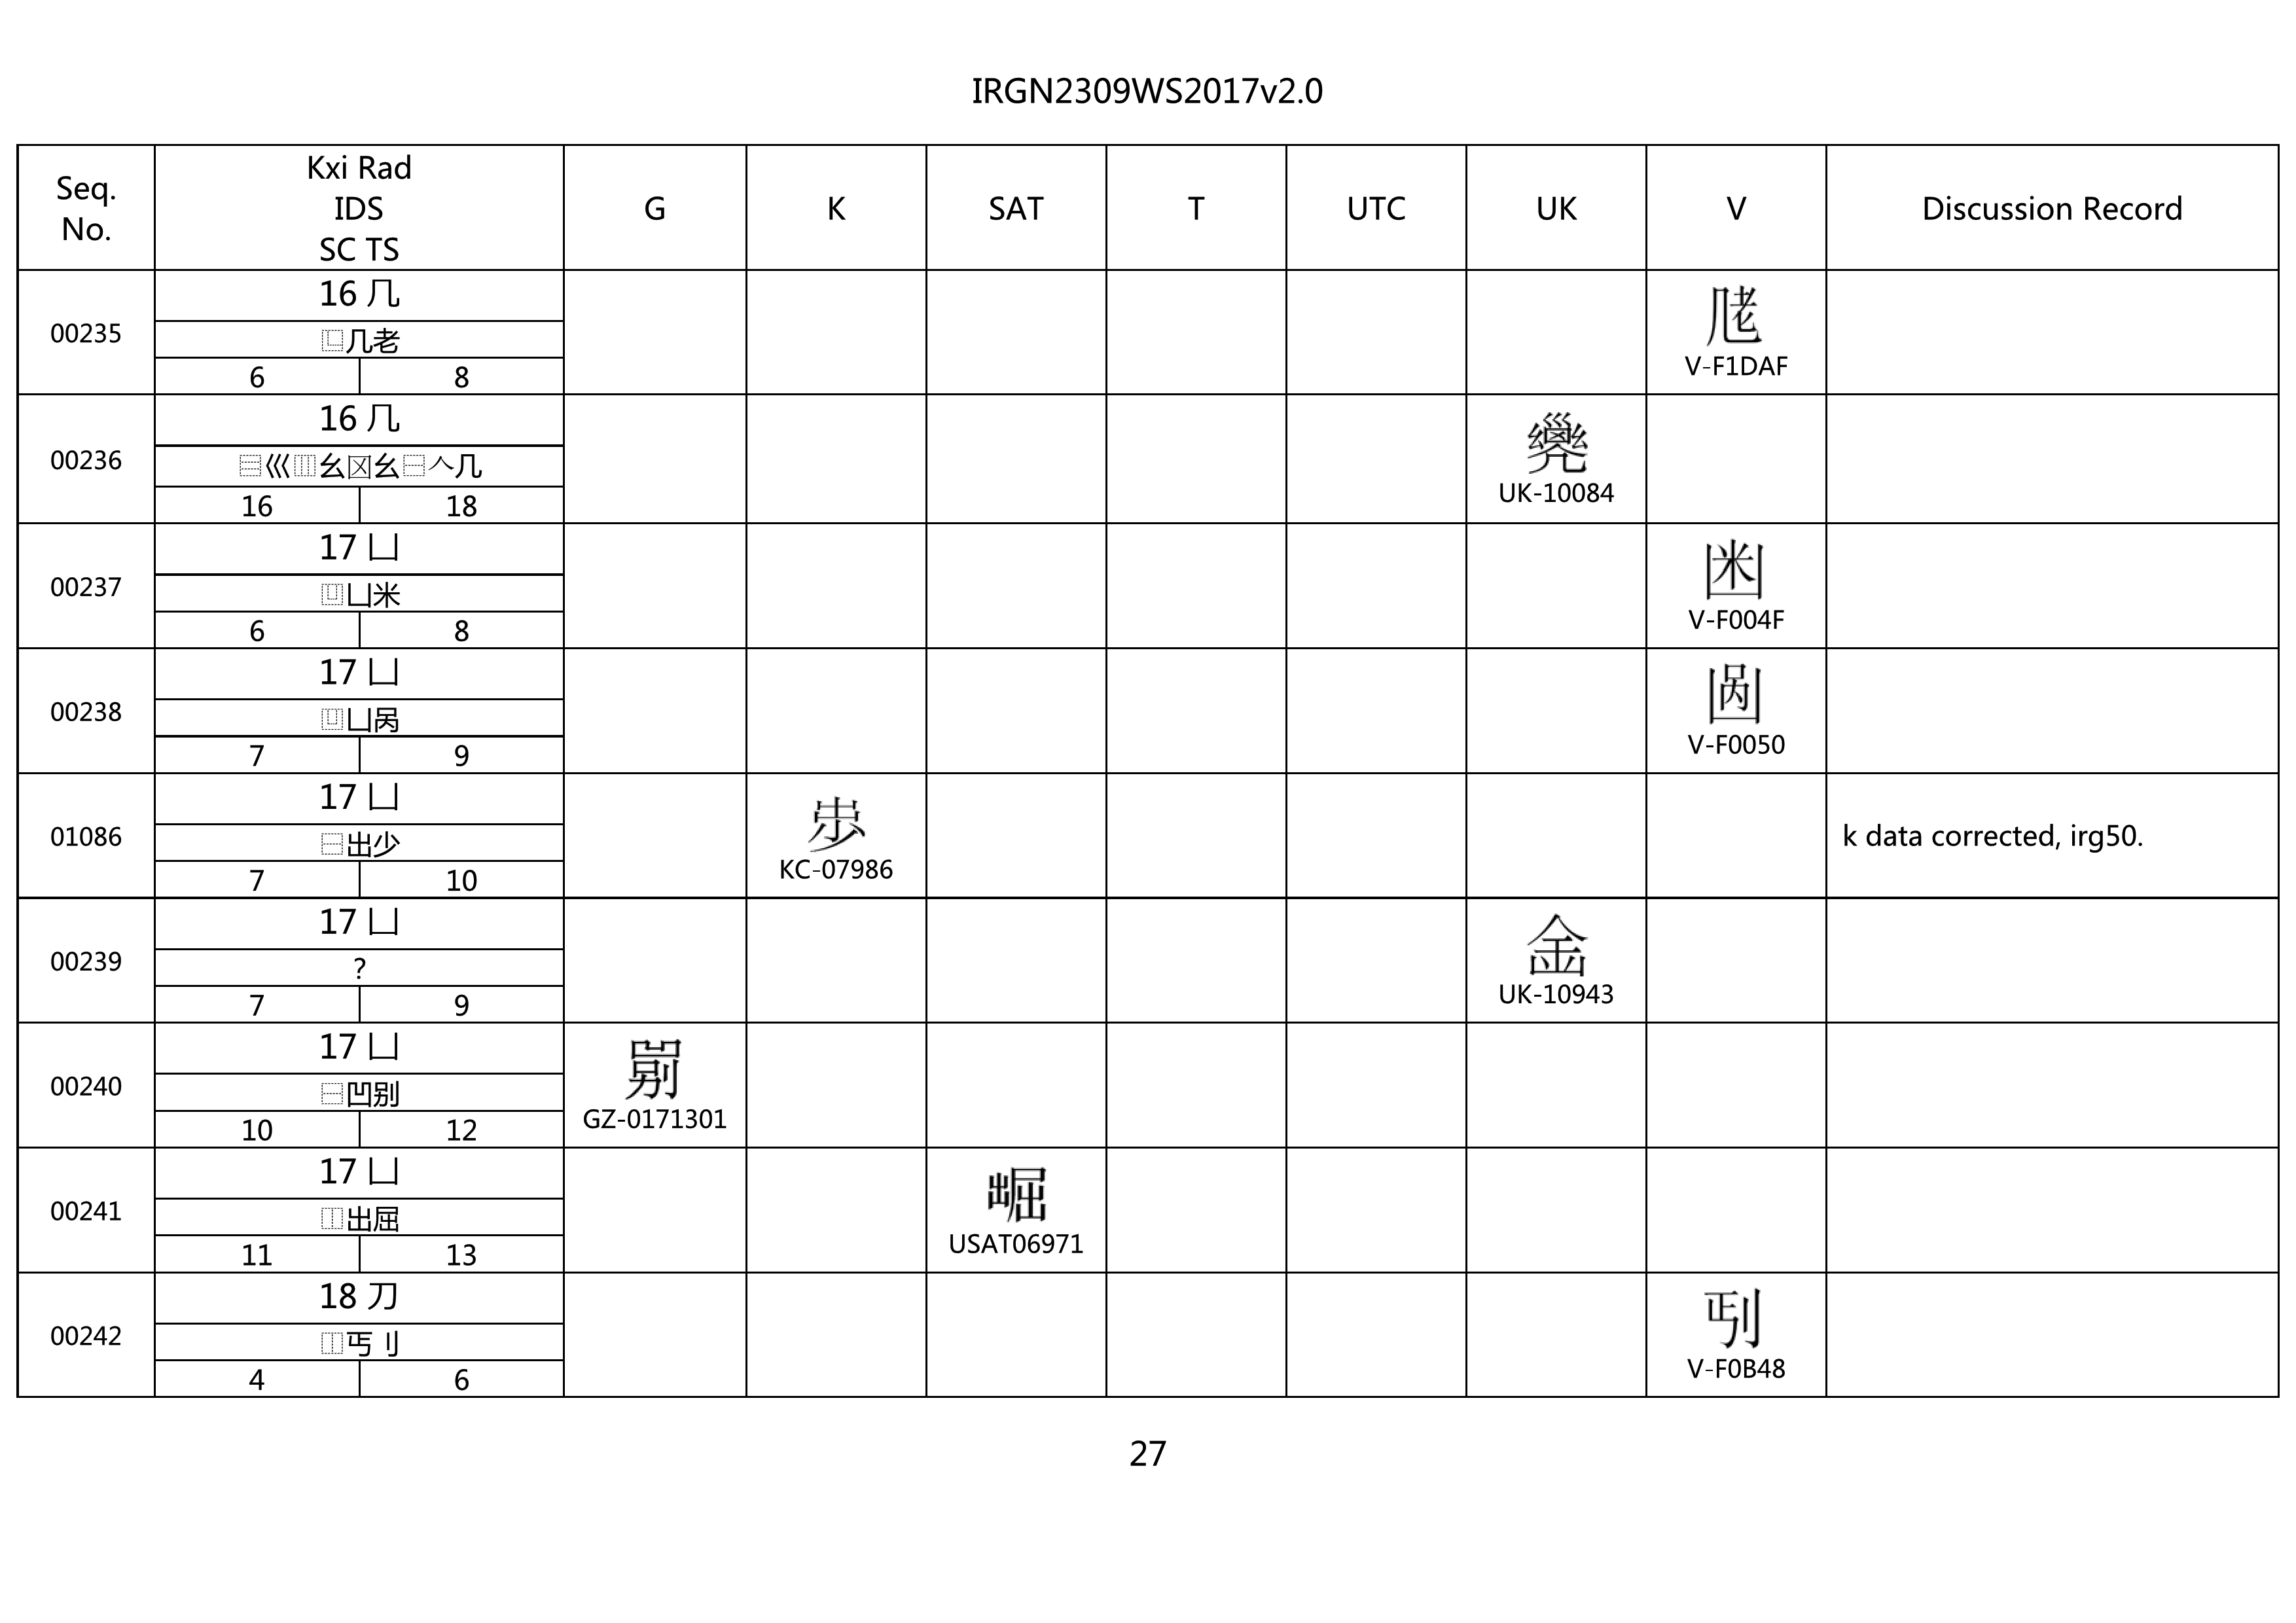 IRGN2309WS2017v2.0
Seq. No. Kxi Rad IDS SC TS G K SAT T UTC UK V Discussion Record
00235
16 几
⿺几老
6 8
V-F1DAF
00236
16 几
⿳巛⿲幺囟幺⿱𠆢几
16 18
UK-10084
00237
17 凵
⿶凵米
6 8
V-F004F
00238
17 凵
⿶凵呙
7 9
V-F0050
01086
17 凵
⿱出少
7 10
KC-07986
k data corrected, irg50.
00239
17 凵
?
7 9
UK-10943
00240
17 凵
⿱凹别
10 12
GZ-0171301
00241
17 凵
⿰出屈
11 13
USAT06971
00242
18 刀
⿰丐刂
4 6
V-F0B48
27